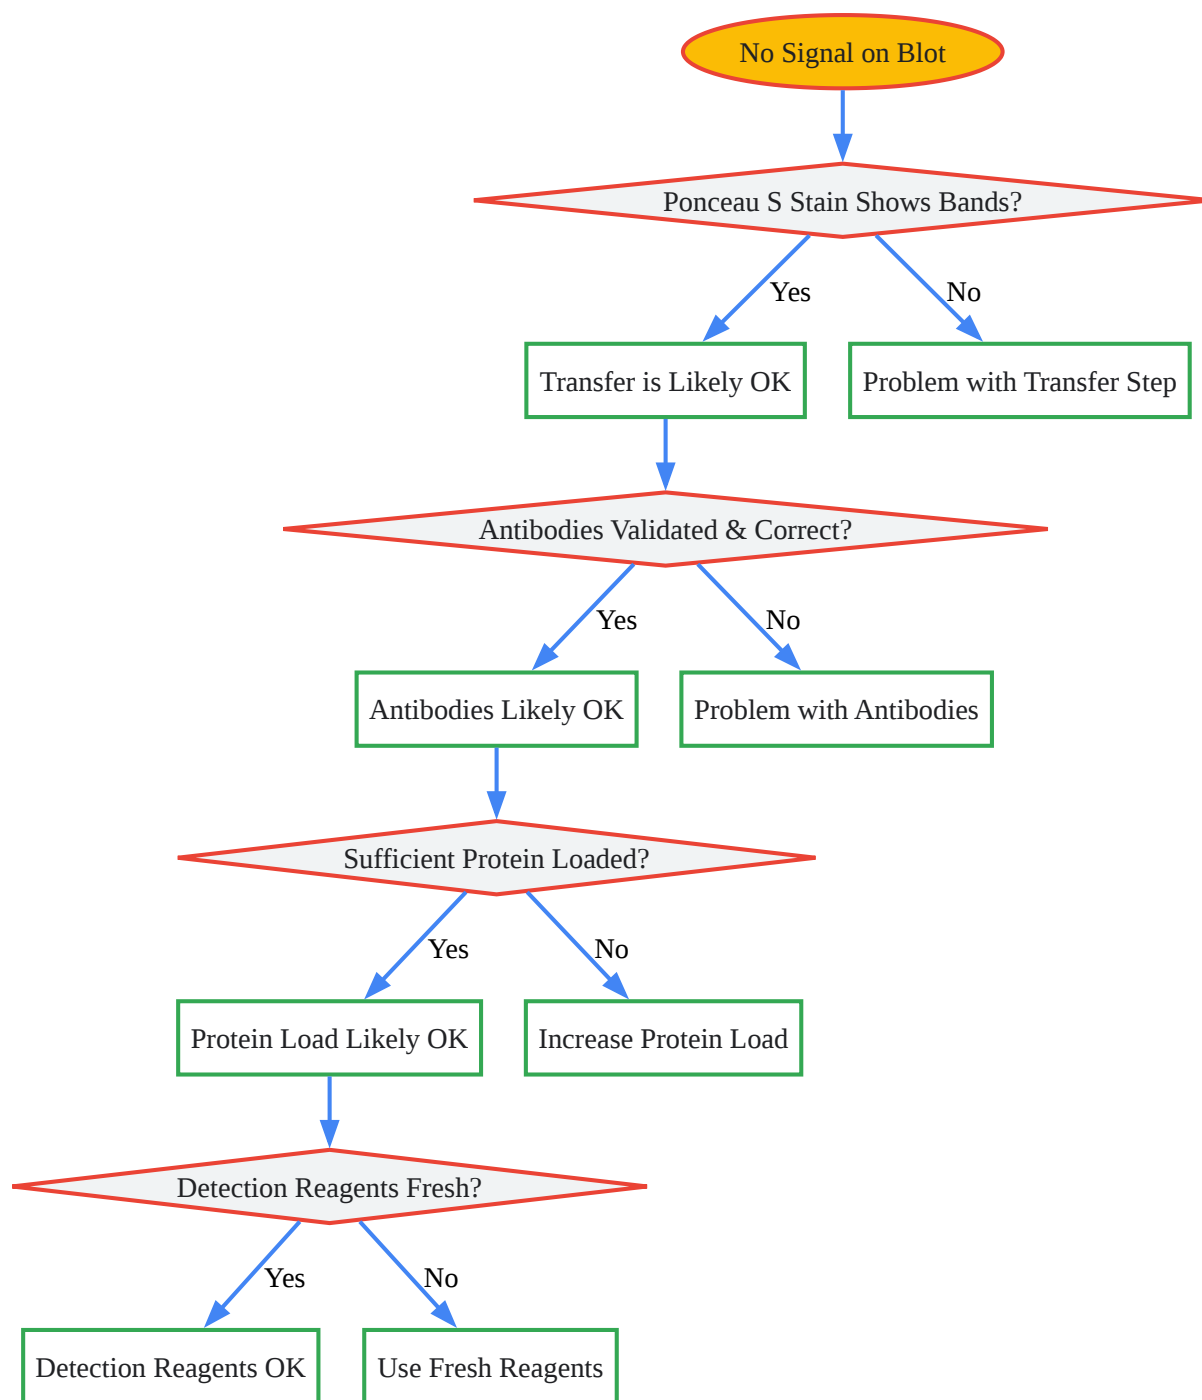 No Signal on Blot
Ponceau S Stain Shows Bands?
Yes
No
Transfer is Likely OK
Problem with Transfer Step
Antibodies Validated & Correct?
Yes
No
Antibodies Likely OK
Problem with Antibodies
Sufficient Protein Loaded?
Yes
No
Protein Load Likely OK
Increase Protein Load
Detection Reagents Fresh?
Yes
No
Detection Reagents OK
Use Fresh Reagents